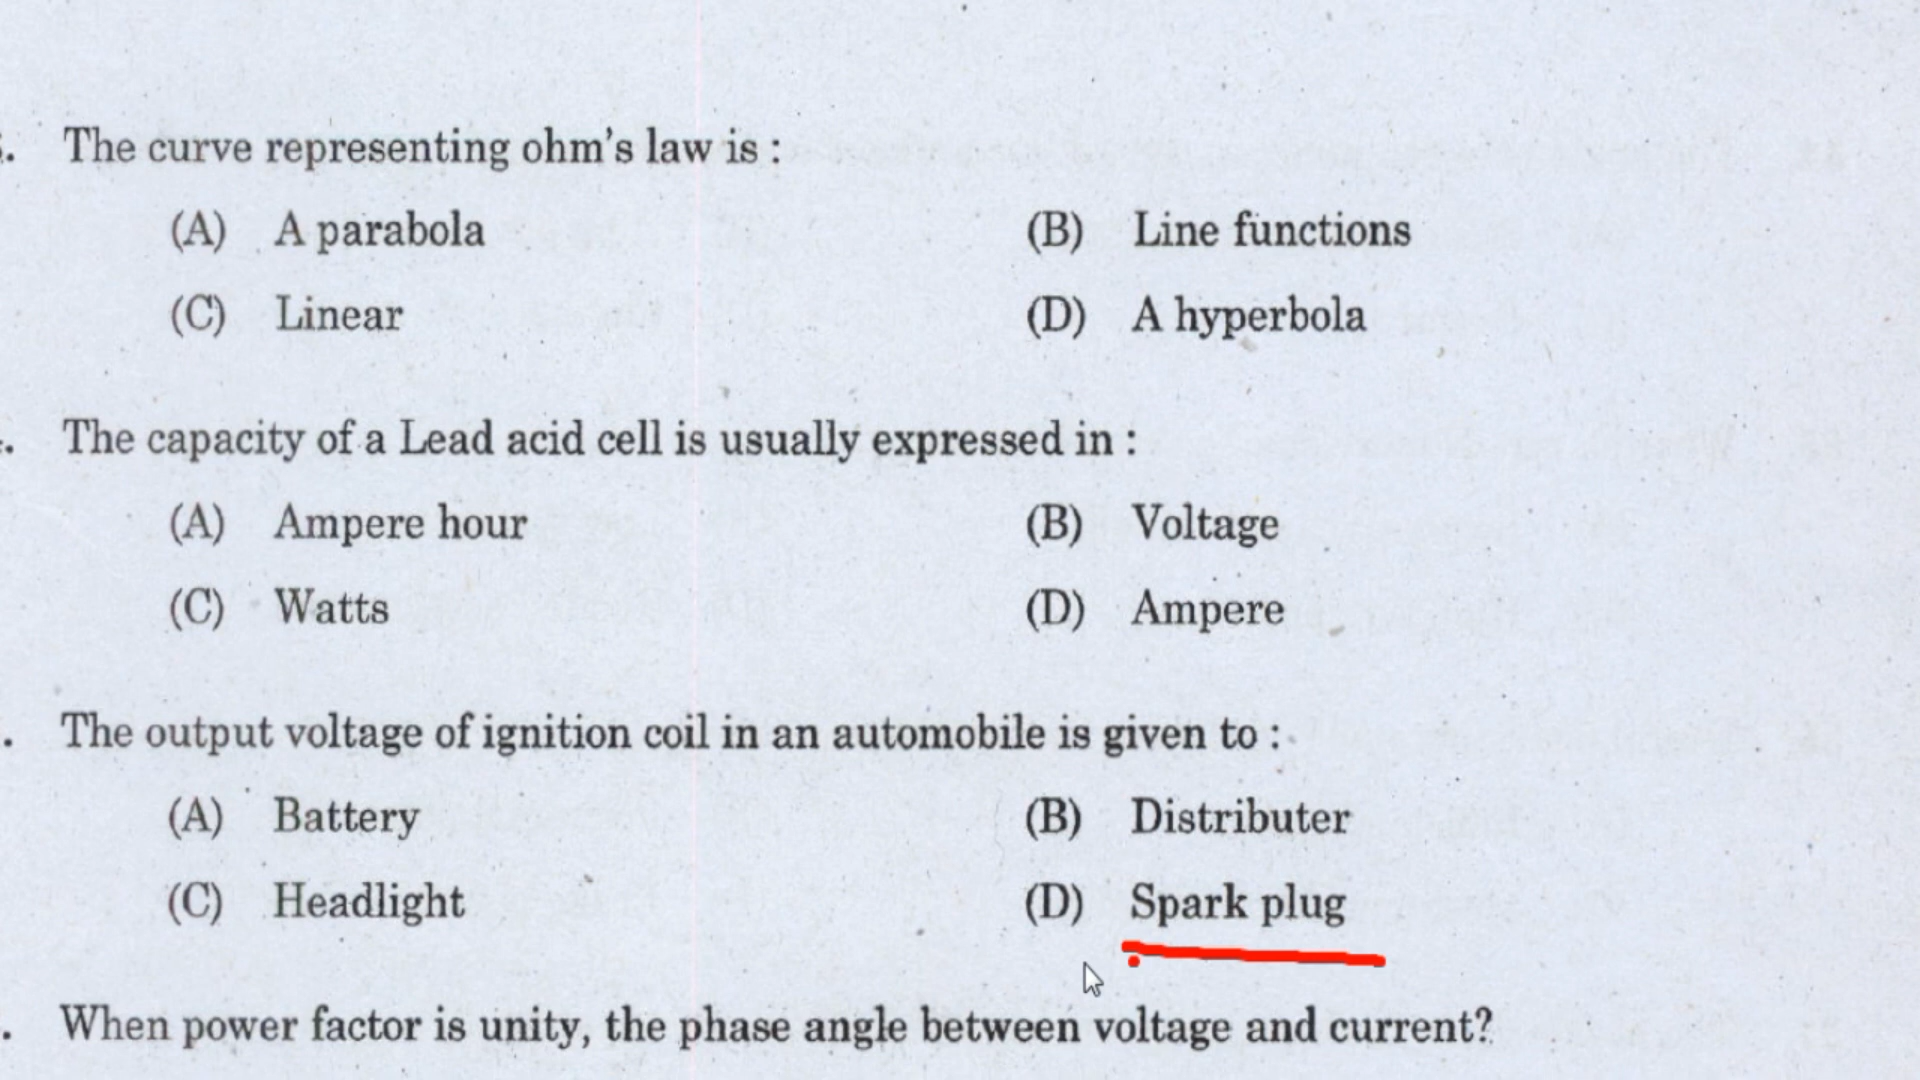 . The curve representing ohm's law is :
(A) A parabola (B) Line functions
(C) Linear (D) A hyperbola
. The capacity of a Lead acid cell is usually expressed in :
(A) Ampere hour (B) Voltage
(C) Watts (D) Ampere
. The output voltage of ignition coil in an automobile is given to :
(A) Battery (B) Distributer
(C) Headlight (D) Spark plug
. When power factor is unity, the phase angle between voltage and current?